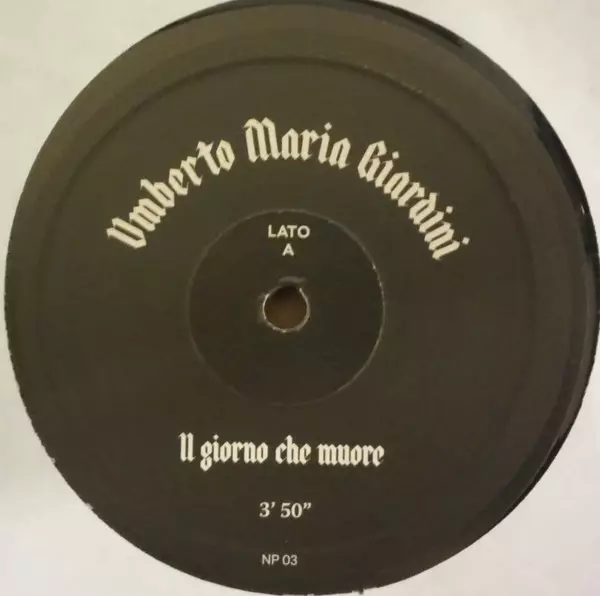 Umberto Maria Giardini
LATO
A
Il giorno che muore
3' 50"
NP 03